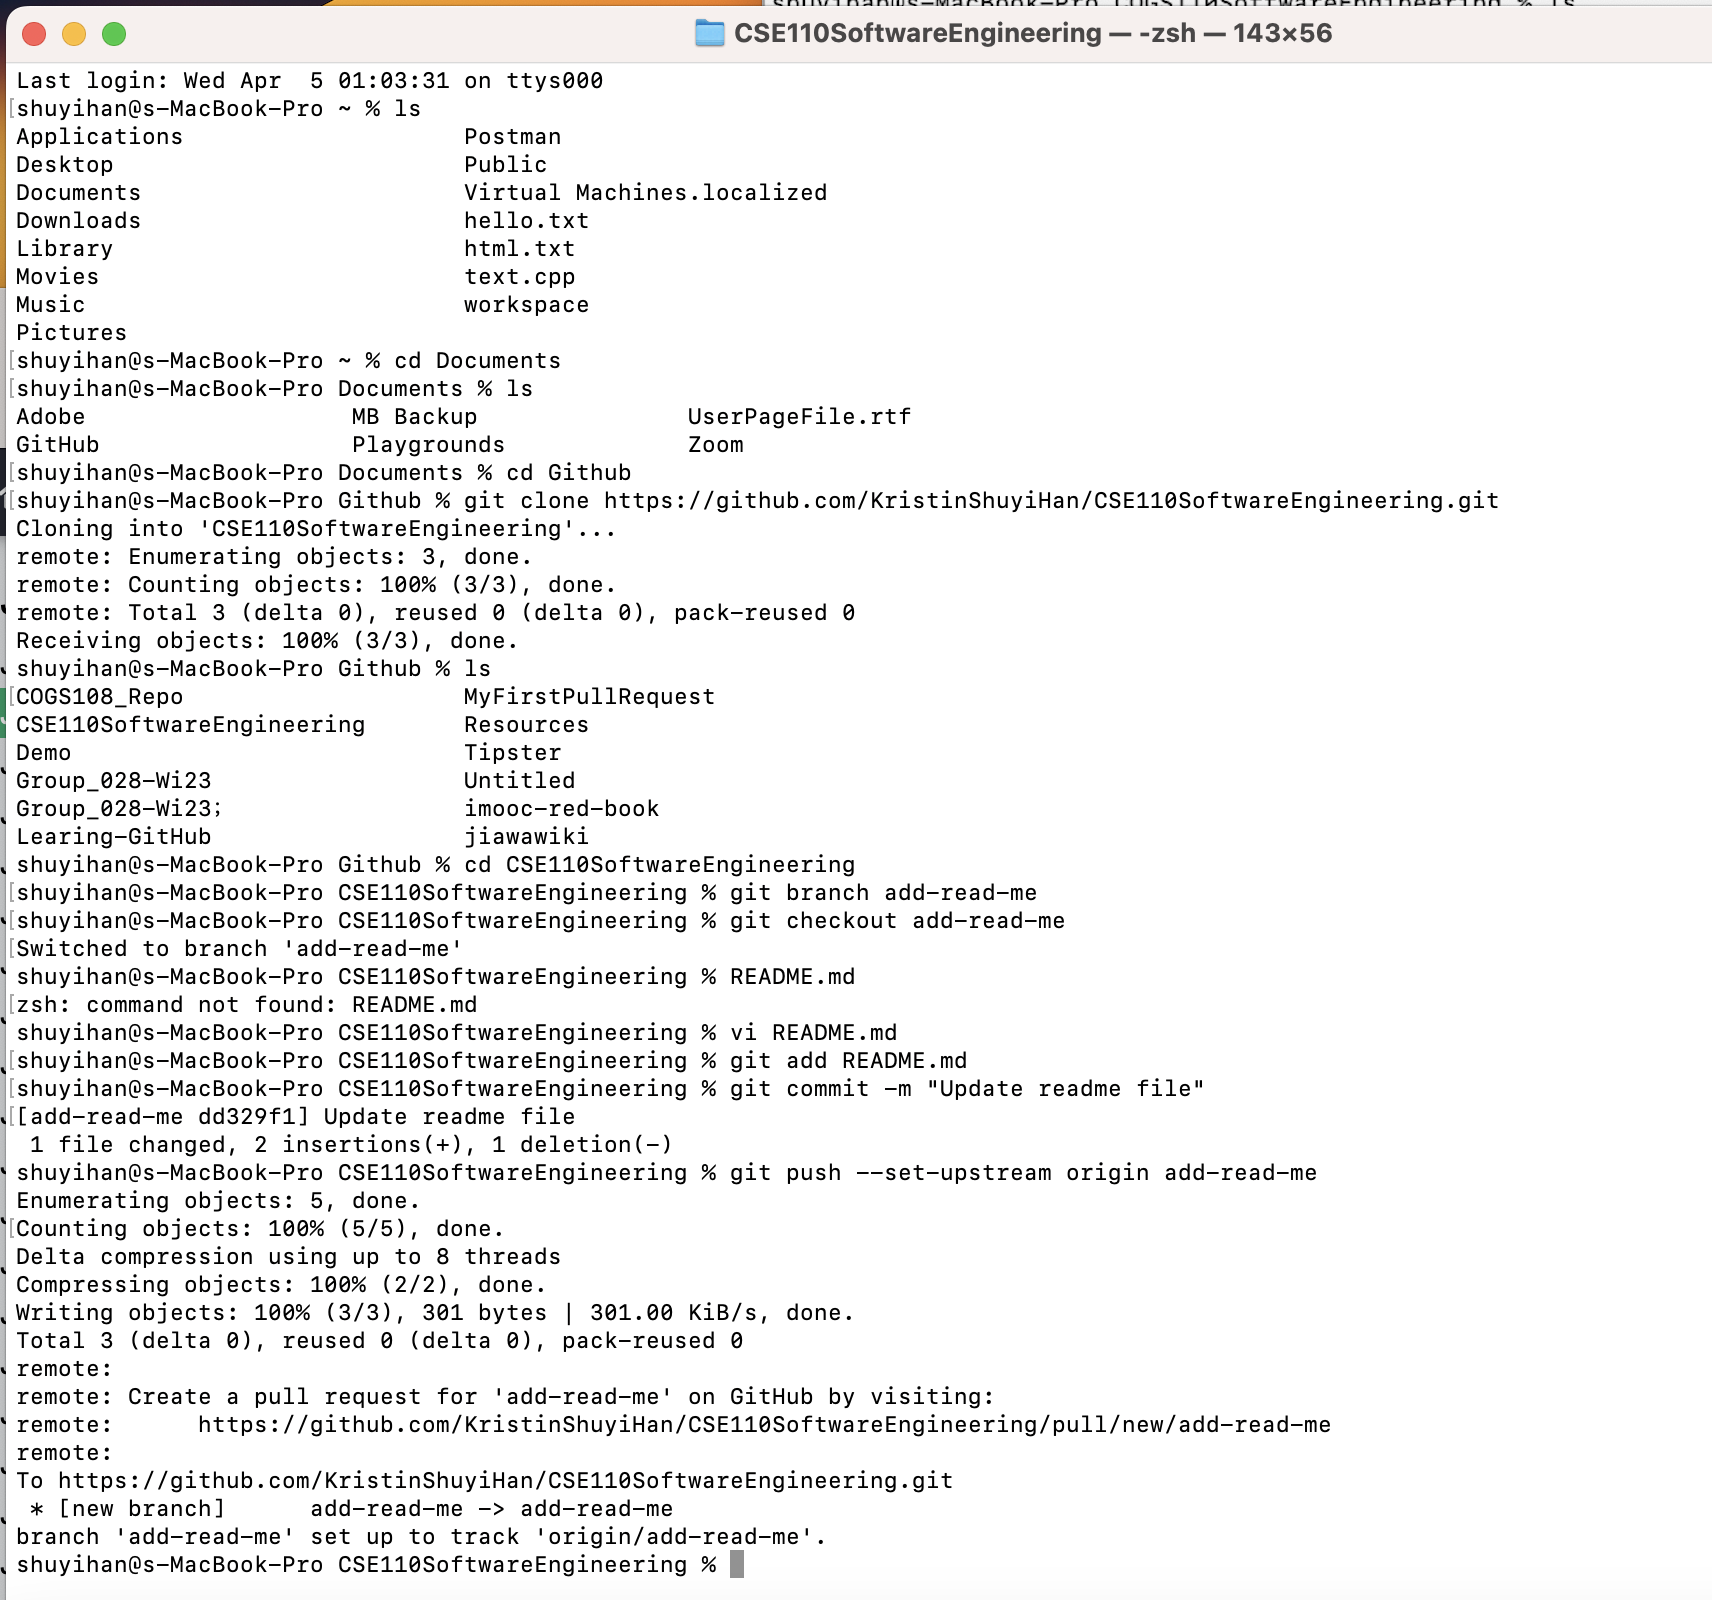 shuyihan@s-MacBook-Pro COGS110SoftwareEngineering % ls
CSE110SoftwareEngineering — -zsh — 143×56
Last login: Wed Apr  5 01:03:31 on ttys000
[shuyihan@s-MacBook-Pro ~ % ls
Applications                    Postman
Desktop                         Public
Documents                       Virtual Machines.localized
Downloads                       hello.txt
Library                         html.txt
Movies                          text.cpp
Music                           workspace
Pictures
[shuyihan@s-MacBook-Pro ~ % cd Documents
[shuyihan@s-MacBook-Pro Documents % ls
Adobe                   MB Backup               UserPageFile.rtf
GitHub                  Playgrounds             Zoom
[shuyihan@s-MacBook-Pro Documents % cd Github
[shuyihan@s-MacBook-Pro Github % git clone https://github.com/KristinShuyiHan/CSE110SoftwareEngineering.git
Cloning into 'CSE110SoftwareEngineering'...
remote: Enumerating objects: 3, done.
remote: Counting objects: 100% (3/3), done.
remote: Total 3 (delta 0), reused 0 (delta 0), pack-reused 0
Receiving objects: 100% (3/3), done.
shuyihan@s-MacBook-Pro Github % ls
[COGS108_Repo                    MyFirstPullRequest
CSE110SoftwareEngineering       Resources
Demo                            Tipster
Group_028-Wi23                  Untitled
Group_028-Wi23;                 imooc-red-book
Learing-GitHub                  jiawawiki
shuyihan@s-MacBook-Pro Github % cd CSE110SoftwareEngineering
[shuyihan@s-MacBook-Pro CSE110SoftwareEngineering % git branch add-read-me
[shuyihan@s-MacBook-Pro CSE110SoftwareEngineering % git checkout add-read-me
[Switched to branch 'add-read-me'
shuyihan@s-MacBook-Pro CSE110SoftwareEngineering % README.md
[zsh: command not found: README.md
shuyihan@s-MacBook-Pro CSE110SoftwareEngineering % vi README.md
[shuyihan@s-MacBook-Pro CSE110SoftwareEngineering % git add README.md
[shuyihan@s-MacBook-Pro CSE110SoftwareEngineering % git commit -m "Update readme file"
[[add-read-me dd329f1] Update readme file
 1 file changed, 2 insertions(+), 1 deletion(-)
shuyihan@s-MacBook-Pro CSE110SoftwareEngineering % git push --set-upstream origin add-read-me
Enumerating objects: 5, done.
[Counting objects: 100% (5/5), done.
Delta compression using up to 8 threads
Compressing objects: 100% (2/2), done.
Writing objects: 100% (3/3), 301 bytes | 301.00 KiB/s, done.
Total 3 (delta 0), reused 0 (delta 0), pack-reused 0
remote:
remote: Create a pull request for 'add-read-me' on GitHub by visiting:
remote:      https://github.com/KristinShuyiHan/CSE110SoftwareEngineering/pull/new/add-read-me
remote:
To https://github.com/KristinShuyiHan/CSE110SoftwareEngineering.git
 * [new branch]      add-read-me -> add-read-me
branch 'add-read-me' set up to track 'origin/add-read-me'.
shuyihan@s-MacBook-Pro CSE110SoftwareEngineering %